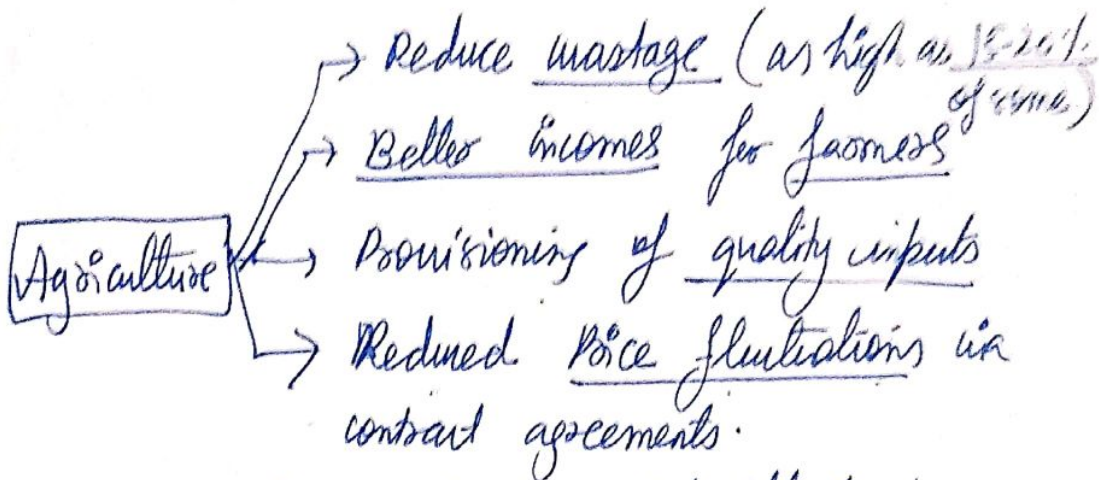 Reduce wastage (as high as 15-20%
of
Better incomes for farmers
Agriculture
Provisioning of quality inputs
Reduced Price fluctuations via
contract agreements.